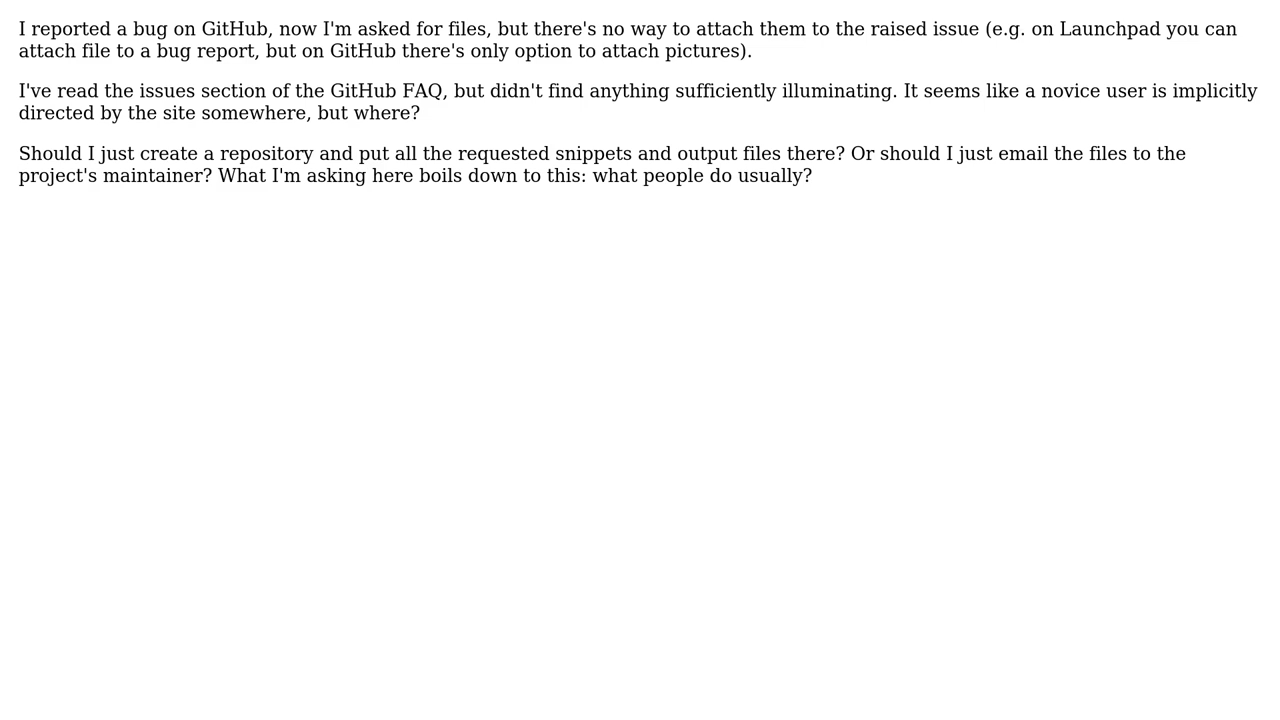 I reported a bug on GitHub, now I'm asked for files, but there's no way to attach them to the raised issue (e.g. on Launchpad you can
attach file to a bug report, but on GitHub there's only option to attach pictures).
I've read the issues section of the GitHub FAQ, but didn't find anything sufficiently illuminating. It seems like a novice user is implicitly
directed by the site somewhere, but where?
Should I just create a repository and put all the requested snippets and output files there? Or should I just email the files to the
project's maintainer? What I'm asking here boils down to this: what people do usually?